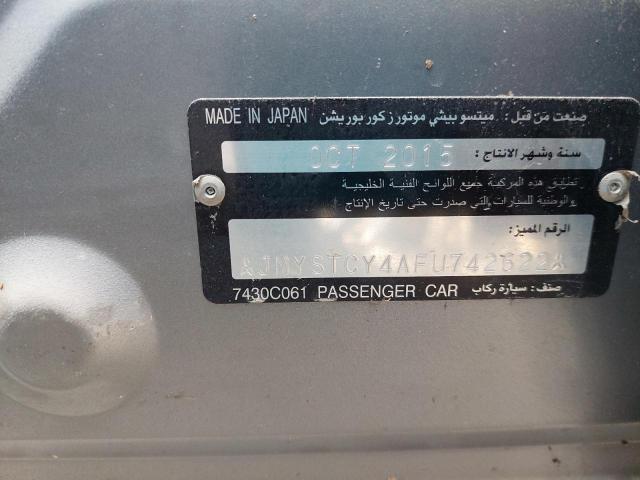 صنعت من قبل: ميتسوبيشي موتورز كوربوريشن MADE IN JAPAN
سنة وشهر الانتاج: OCT 2015
تطابق هذه المركبة جميع اللوائح الفنية الخليجية
والوطنية للسيارات التي صدرت حتى تاريخ الإنتاج
الرقم المميز:
JMYSTCY4AFU742622
صنف: سيارة ركاب 7430C061 PASSENGER CAR